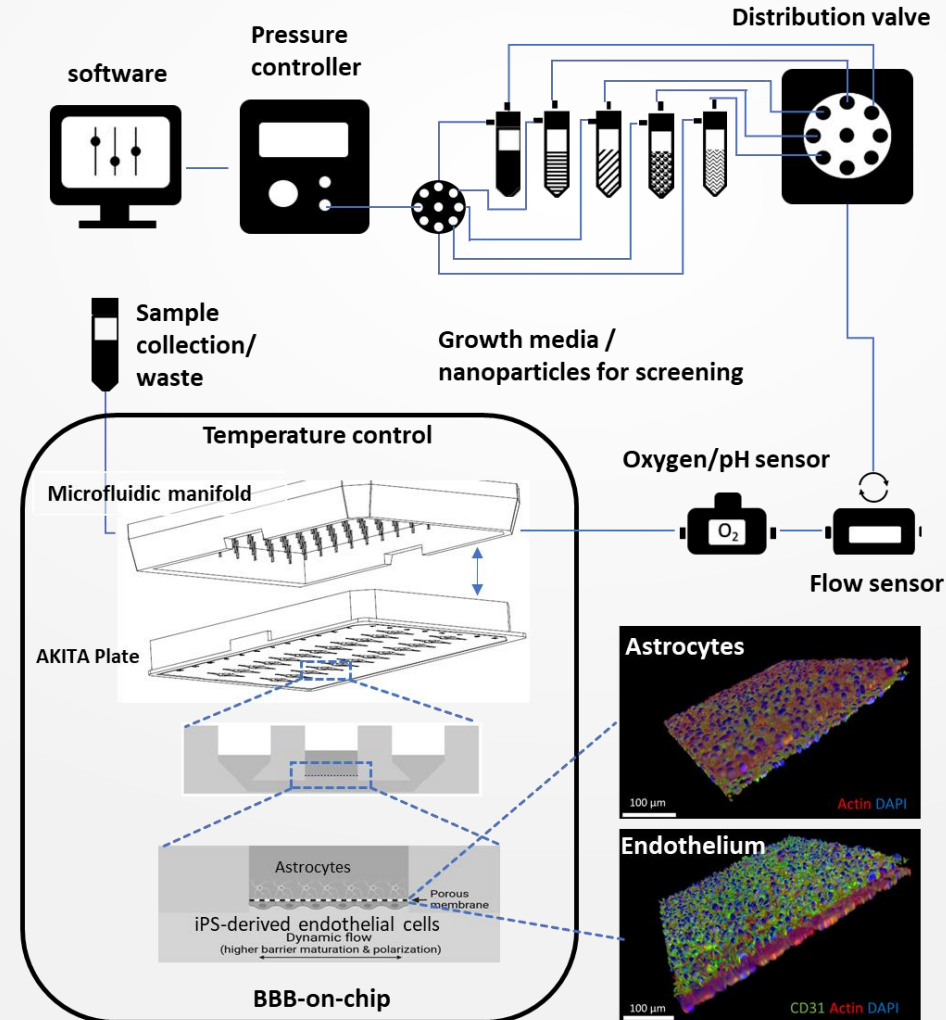 Distribution valve
Pressure
controller
software
Sample
collection/
waste
Growth media /
nanoparticles for screening
Temperature control
Oxygen/pH sensor
Microfluidic manifold
O2
Flow sensor
AKITA Plate
Astrocytes
100 µm
Actin DAPI
Endothelium
Astrocytes
Porous
membrane
iPS-derived endothelial cells
Dynamic flow
(higher barrier maturation & polarization)
BBB-on-chip
100 µm
CD31 Actin DAPI